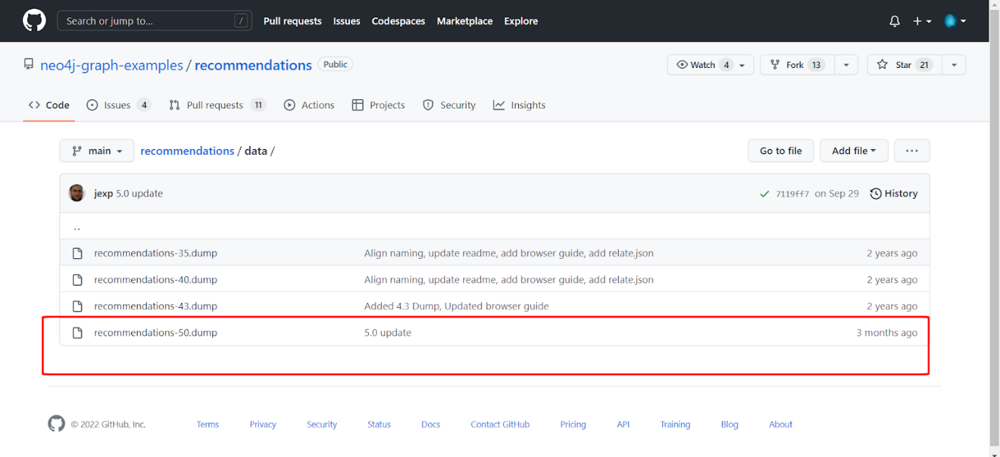 Search or jump to... /
Pull requests Issues Codespaces Marketplace Explore
neo4j-graph-examples / recommendations Public
Watch 4 Fork 13 Star 21
Code Issues 4 Pull requests 11 Actions Projects Security Insights
main recommendations / data /
Go to file Add file ...
jexp 5.0 update 7119ff7 on Sep 29 History
..
recommendations-35.dump Align naming, update readme, add browser guide, add relate.json 2 years ago
recommendations-40.dump Align naming, update readme, add browser guide, add relate.json 2 years ago
recommendations-43.dump Added 4.3 Dump, Updated browser guide 2 years ago
recommendations-50.dump 5.0 update 3 months ago
© 2022 GitHub, Inc. Terms Privacy Security Status Docs Contact GitHub Pricing API Training Blog About